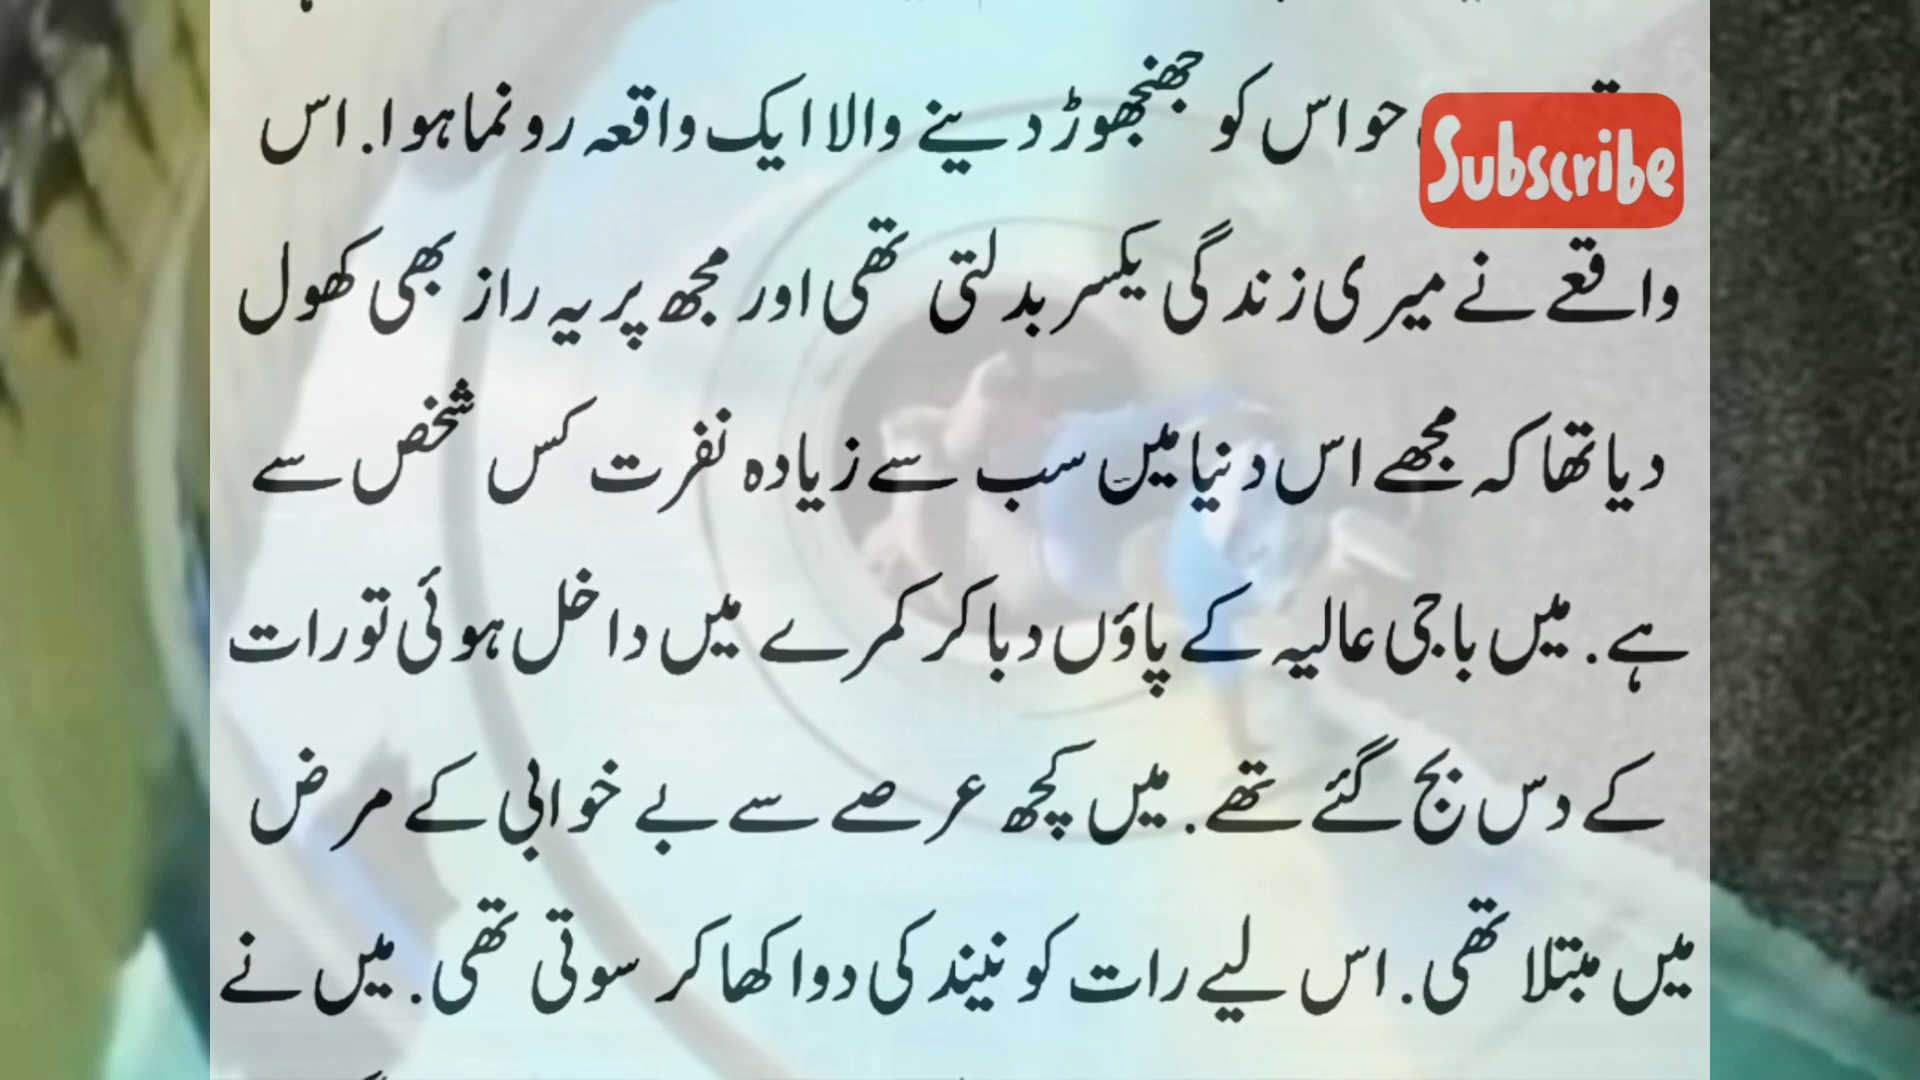 حواس کو جھنجھوڑ دینے والا ایک واقعہ رونما ہوا. اس
Subscribe
واقعے نے میری زندگی یکسر بدلتی تھی اور مجھ پر یہ راز بھی کھول
دیا تھا کہ مجھے اس دنیا میں سب سے زیادہ نفرت کس شخص سے
ہے. میں باجی عالیہ کے پاؤں دبا کر کمرے میں داخل ہوئی تو رات
کے دس بج گئے تھے. میں کچھ عرصے سے بے خوابی کے مرض
میں مبتلا تھی. اس لیے رات کو نیند کی دوا کھا کر سوتی تھی. میں نے